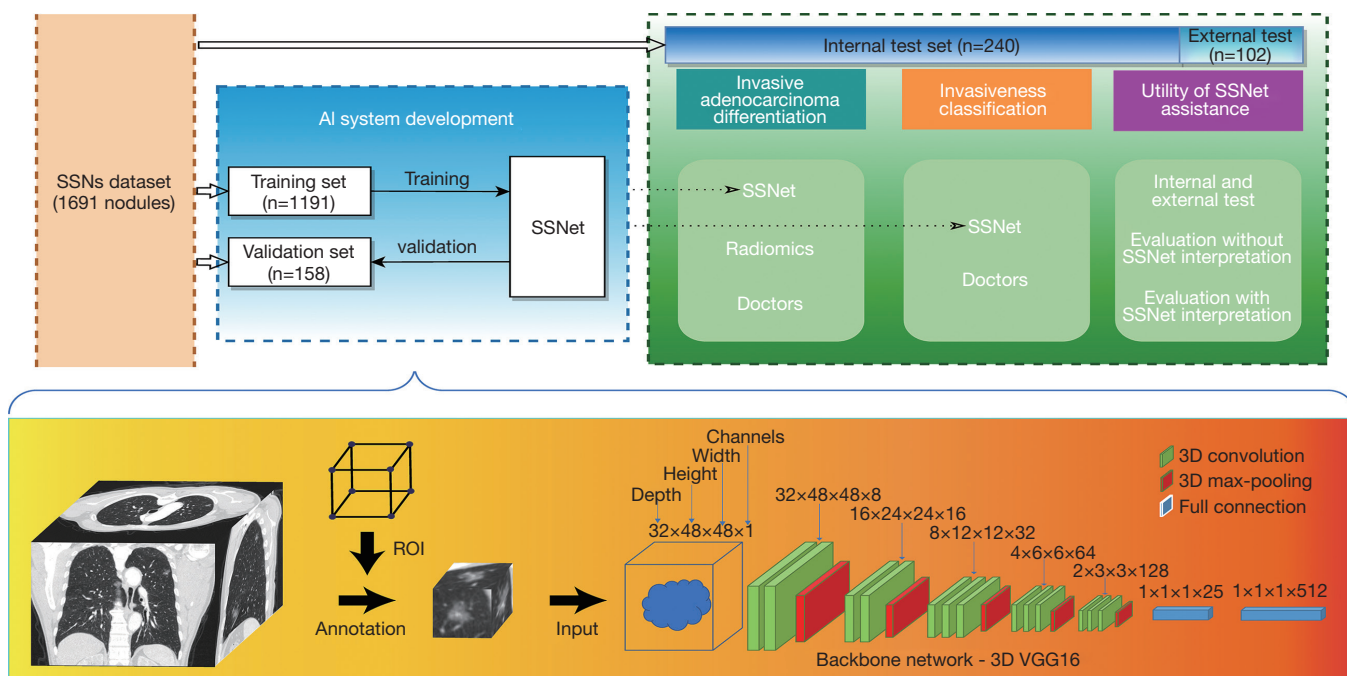 SSNs dataset
(1691 nodules)
AI system development
Training set
(n=1191)
Training
Validation set
(n=158)
validation
SSNet
Internal test set (n=240)
External test
(n=102)
Invasive
adenocarcinoma
differentiation
Invasiveness
classification
Utility of SSNet
assistance
SSNet
Radiomics
Doctors
SSNet
Doctors
Internal and
external test
Evaluation without
SSNet interpretation
Evaluation with
SSNet interpretation
ROI
Annotation
Input
Channels
Width
Height
Depth
32×48×48×1
32×48×48×8
16×24×24×16
8×12×12×32
4×6×6×64
2×3×3×128
1×1×1×25
1×1×1×512
3D convolution
3D max-pooling
Full connection
Backbone network - 3D VGG16